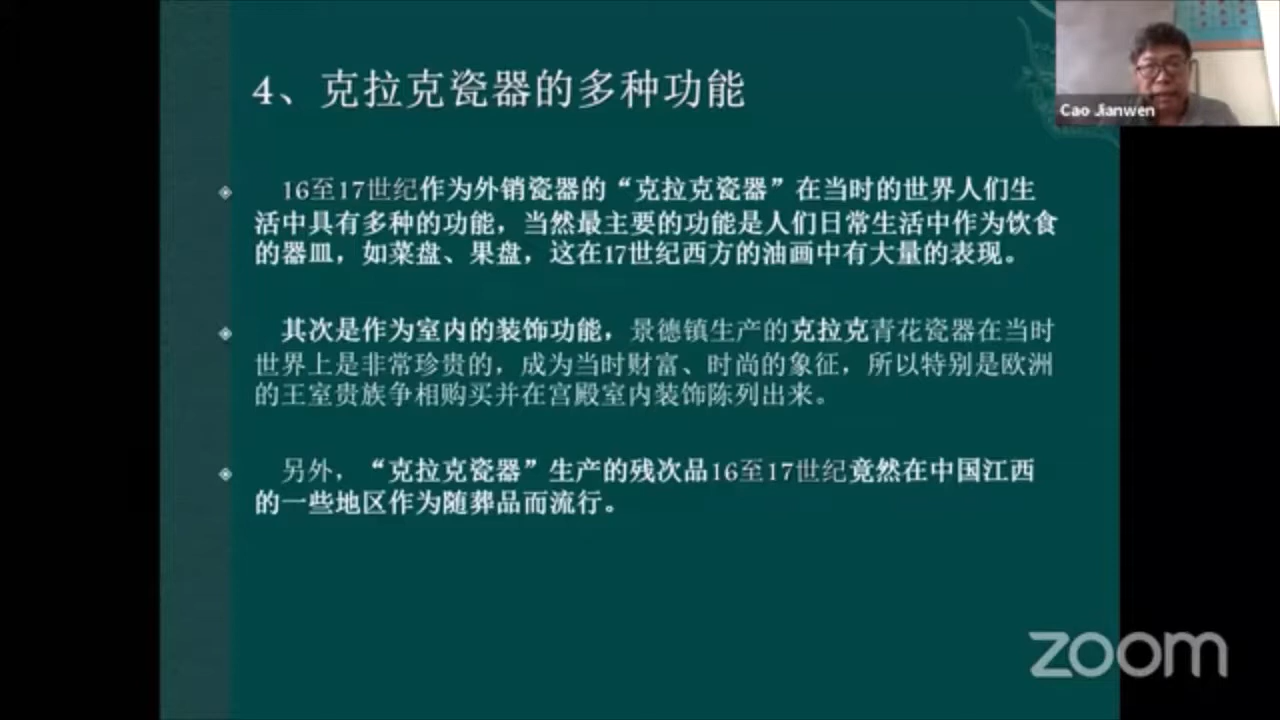 4、克拉克瓷器的多种功能
Cao Jianwen
16至17世纪作为外销瓷器的“克拉克瓷器”在当时的世界人们生
活中具有多种的功能，当然最主要的功能是人们日常生活中作为饮食
的器皿，如菜盘、果盘，这在17世纪西方的油画中有大量的表现。
其次是作为室内的装饰功能，景德镇生产的克拉克青花瓷器在当时
世界上是非常珍贵的，成为当时财富、时尚的象征，所以特别是欧洲
的王室贵族争相购买并在宫殿室内装饰陈列出来。
另外，“克拉克瓷器”生产的残次品16至17世纪竟然在中国江西
的一些地区作为随葬品而流行。
zoom